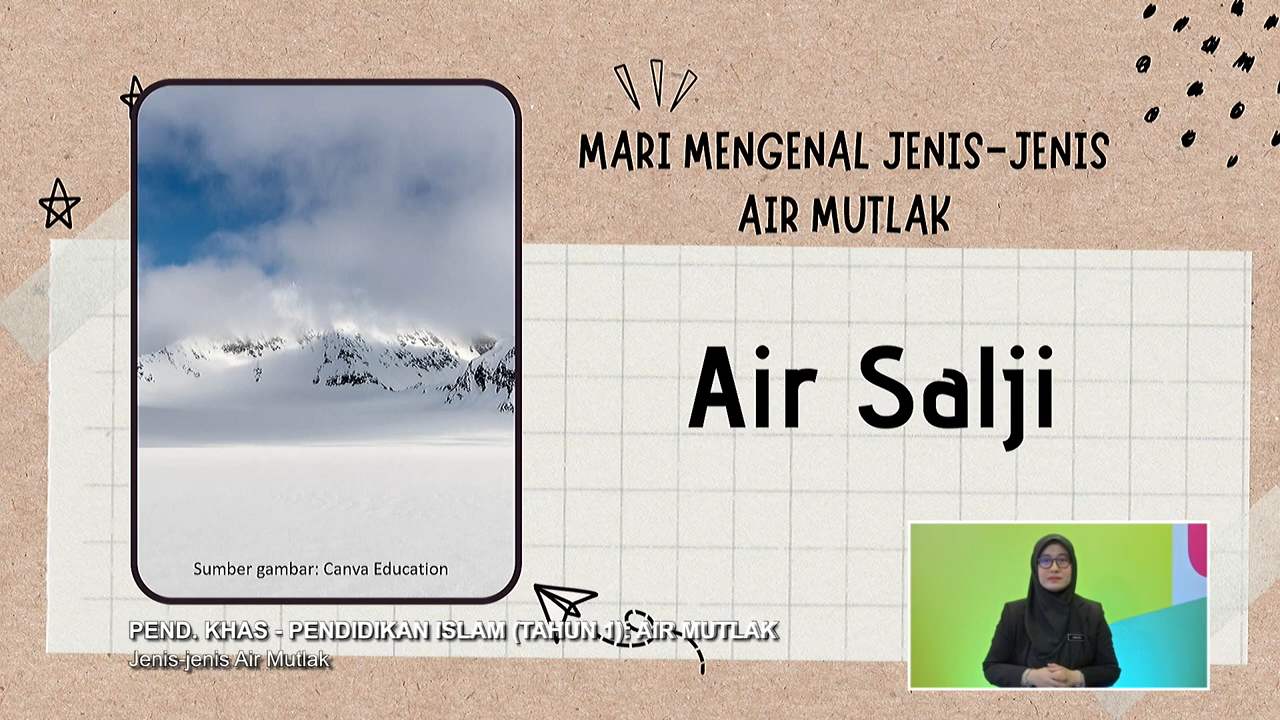 MARI MENGENAL JENIS-JENIS
AIR MUTLAK
Air Salji
Sumber gambar: Canva Education
PEND. KHAS - PENDIDIKAN ISLAM (TAHUN 1): AIR MUTLAK
Jenis-jenis Air Mutlak